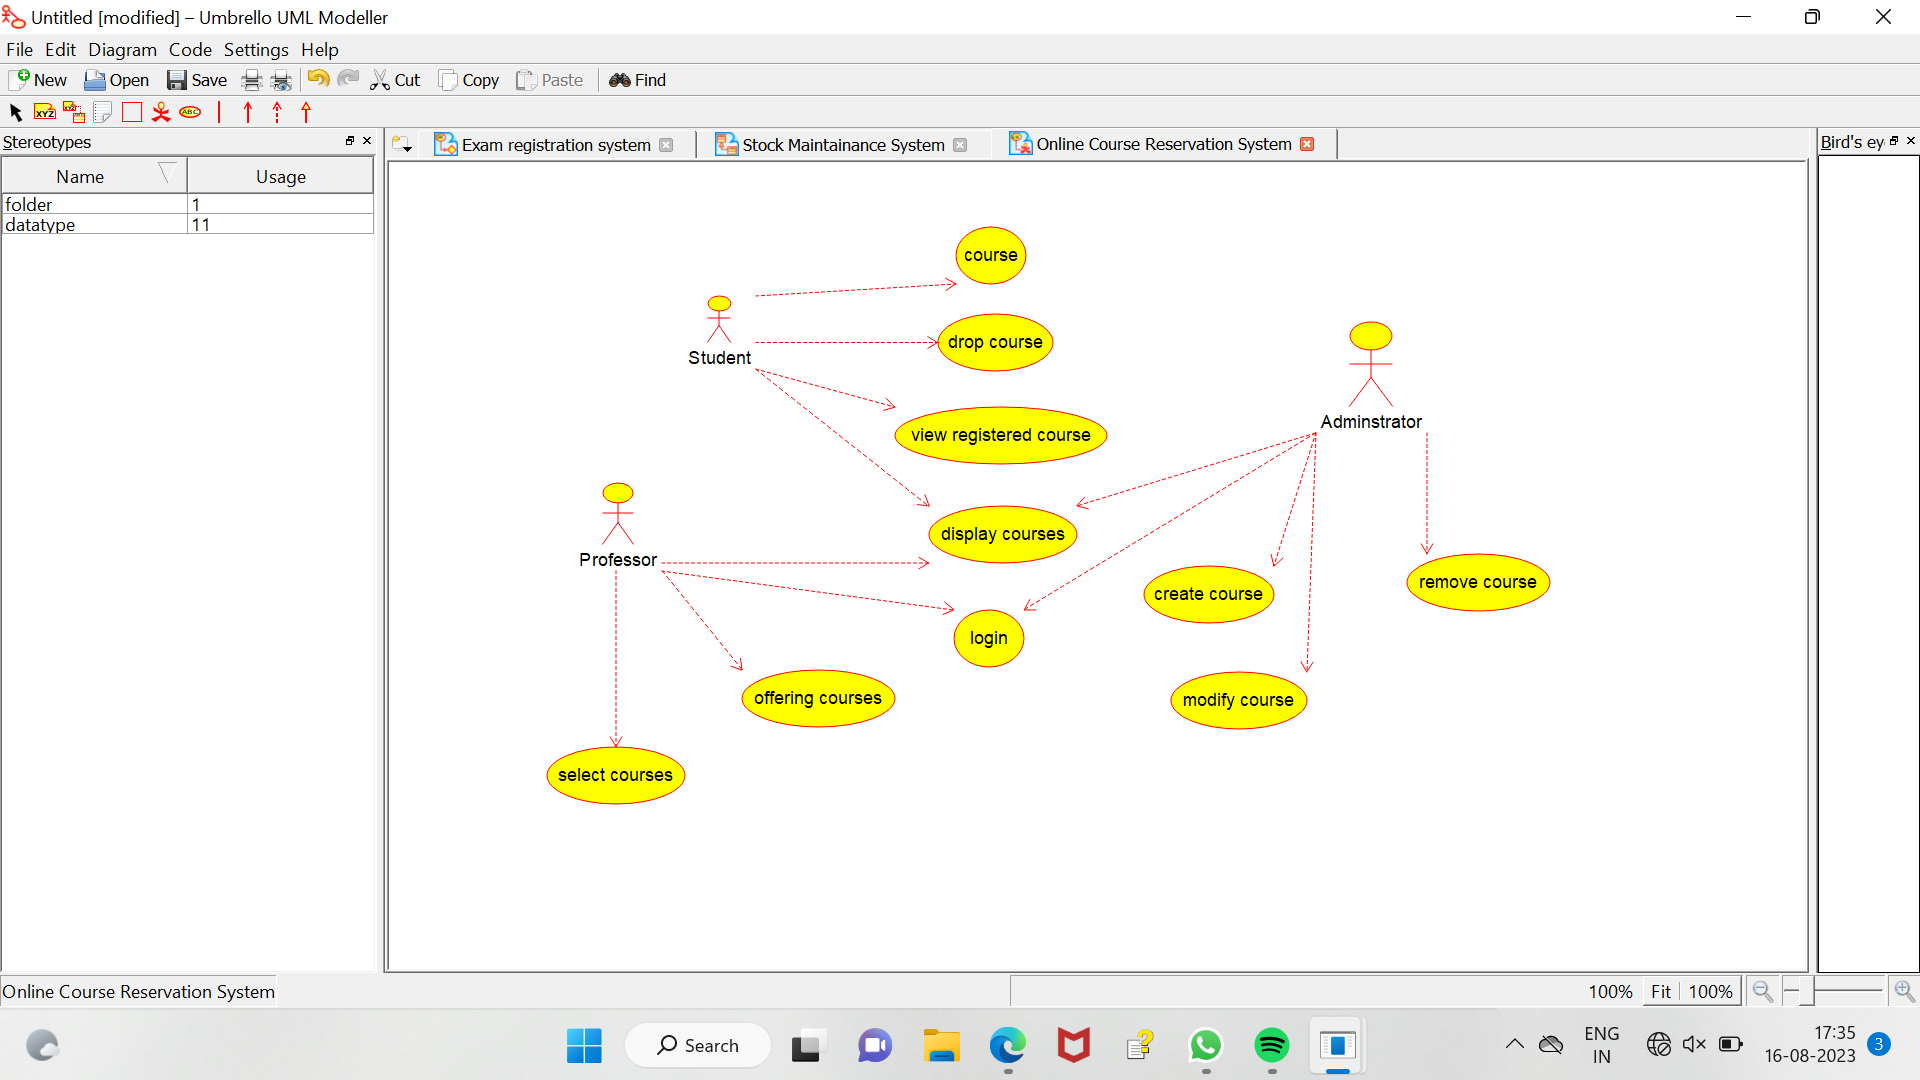 Untitled [modified] – Umbrello UML Modeller
File Edit Diagram Code Settings Help
New Open Save Cut Copy Paste Find
XYZ XYZ ABC
Stereotypes
Exam registration system
Stock Maintainance System
Online Course Reservation System
Bird's ey
Name Usage
folder 1
datatype 11
course
drop course
Student
Adminstrator
view registered course
display courses
Professor
remove course
create course
login
offering courses
modify course
select courses
Online Course Reservation System
100% Fit 100%
Search
ENG
IN
17:35
16-08-2023
3